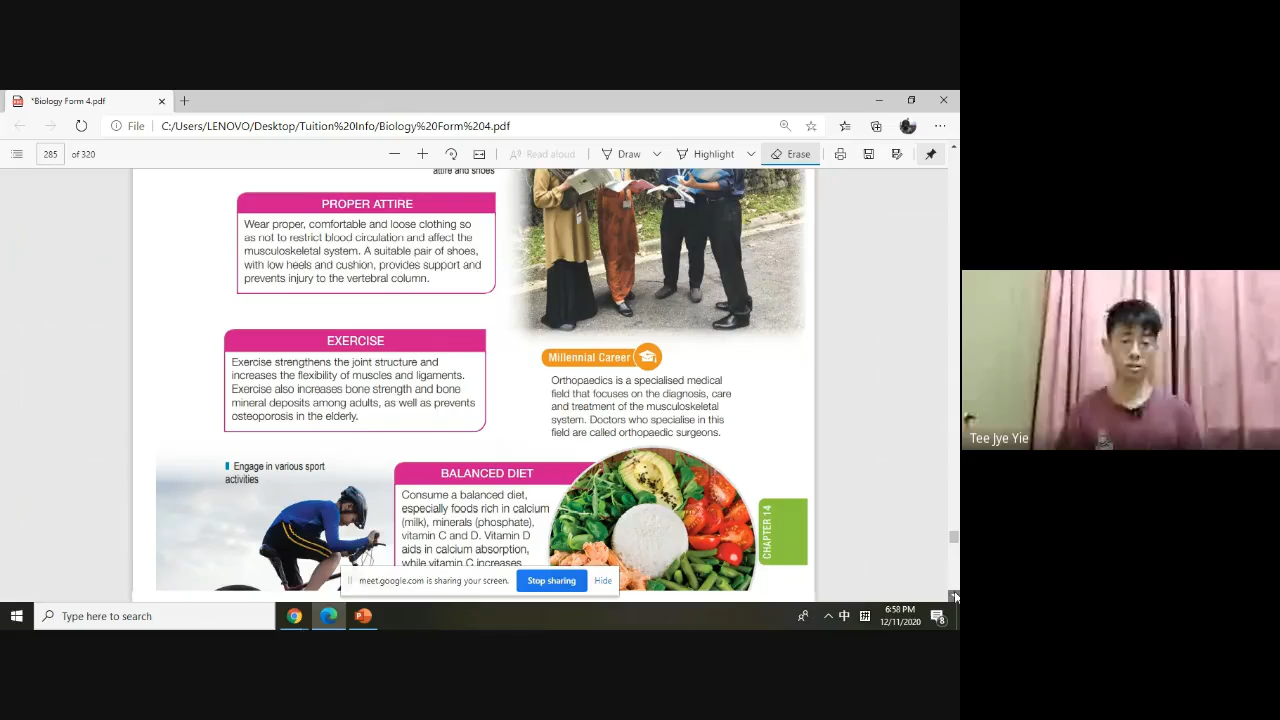 *Biology Form 4.pdf
File
C:/Users/LENOVO/Desktop/Tuition%20Info/Biology%20Form%204.pdf
285 of 320
Read aloud
Draw
Highlight
Erase
attire and shoes
PROPER ATTIRE
Wear proper, comfortable and loose clothing so
as not to restrict blood circulation and affect the
musculoskeletal system. A suitable pair of shoes,
with low heels and cushion, provides support and
prevents injury to the vertebral column.
EXERCISE
Exercise strengthens the joint structure and
increases the flexibility of muscles and ligaments.
Exercise also increases bone strength and bone
mineral deposits among adults, as well as prevents
osteoporosis in the elderly.
Millennial Career
Orthopaedics is a specialised medical
field that focuses on the diagnosis, care
and treatment of the musculoskeletal
system. Doctors who specialise in this
field are called orthopaedic surgeons.
Engage in various sport
activities
BALANCED DIET
Consume a balanced diet,
especially foods rich in calcium
(milk), minerals (phosphate),
vitamin C and D. Vitamin D
aids in calcium absorption,
while vitamin C increases
CHAPTER 14
meet.google.com is sharing your screen.
Stop sharing
Hide
Type here to search
中
6:58 PM
12/11/2020
8
Tee Jye Yie